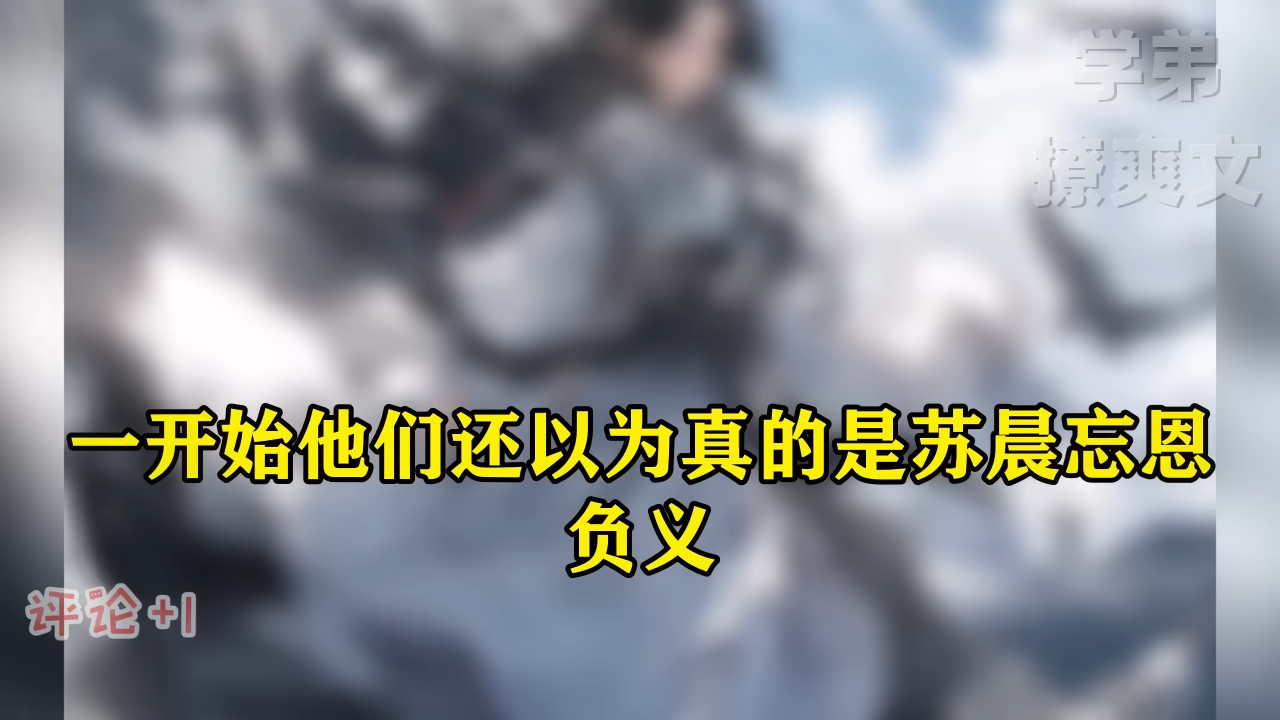 学弟
撩爽文
一开始他们还以为真的是苏晨忘恩
负义
评论+1